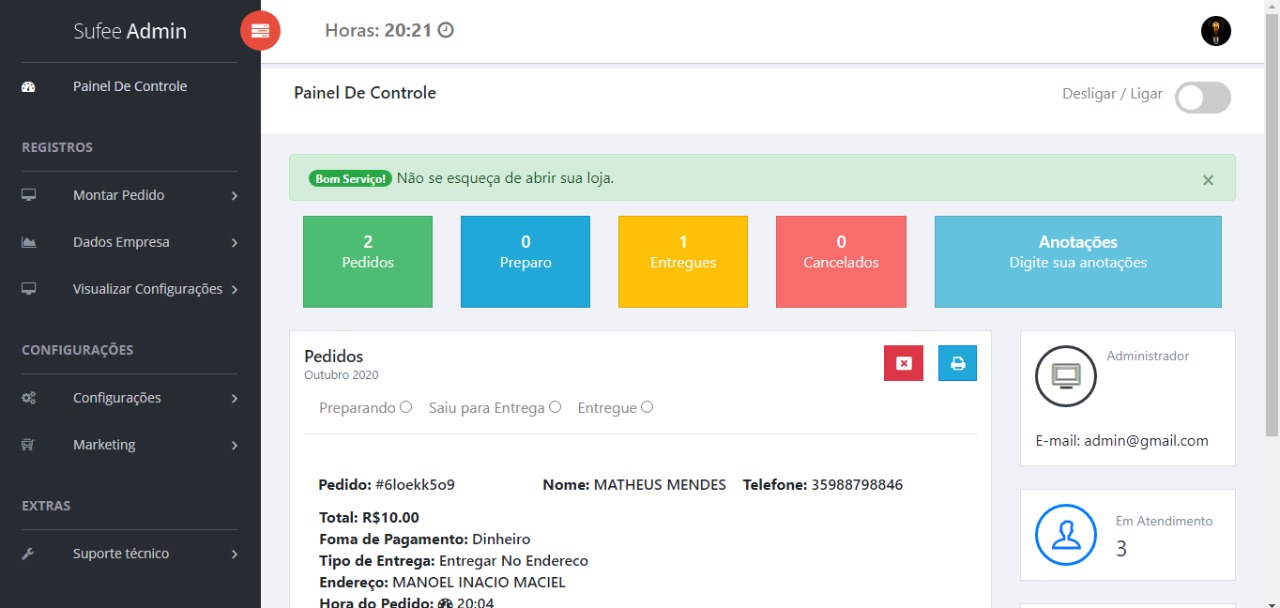 Sufee Admin
Horas: 20:21
Painel De Controle
Painel De Controle
Desligar / Ligar
REGISTROS
Montar Pedido
Dados Empresa
Visualizar Configurações
CONFIGURAÇÕES
Configurações
Marketing
EXTRAS
Suporte técnico
Bom Serviço! Não se esqueça de abrir sua loja.
×
2
Pedidos
0
Preparo
1
Entregues
0
Cancelados
Anotações
Digite sua anotações
Pedidos
Outubro 2020
Preparando
Saiu para Entrega
Entregue
Pedido: #6loekk5o9
Nome: MATHEUS MENDES
Telefone: 35988798846
Total: R$10.00
Foma de Pagamento: Dinheiro
Tipo de Entrega: Entregar No Endereco
Endereço: MANOEL INACIO MACIEL
Hora do Pedido: 20:04
Administrador
E-mail: admin@gmail.com
Em Atendimento
3